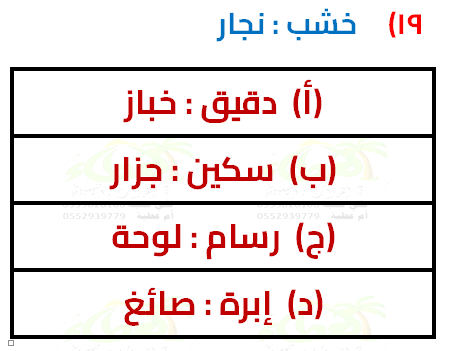 ١٩) خشب : نجار
(أ) دقيق : خباز
(ب) سكين : جزار
(ج) رسام : لوحة
أم عطية 0552939779
أم عطية 0552939779
(د) إبرة : صائغ